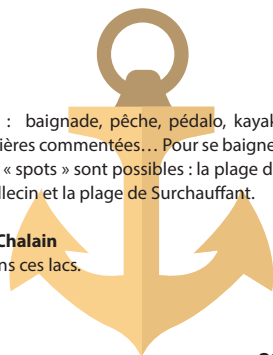 : baignade, pêche, pédalo, kayak
ières commentées… Pour se baigne
« spots » sont possibles : la plage d
llecin et la plage de Surchauffant.
Chalain
ns ces lacs.